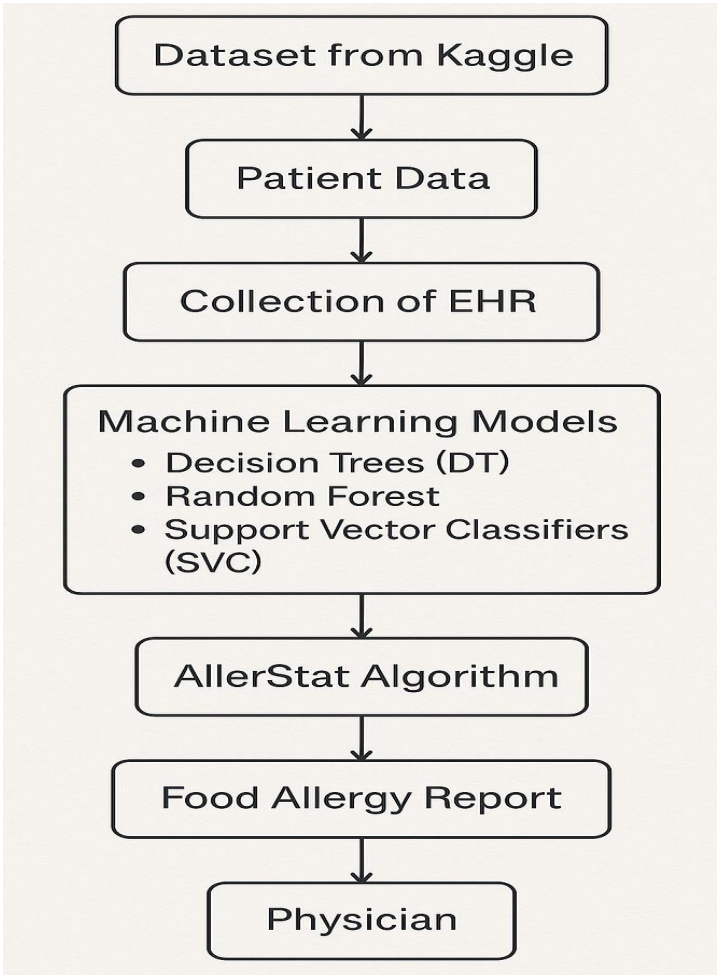 Dataset from Kaggle
Patient Data
Collection of EHR
Machine Learning Models
• Decision Trees (DT)
• Random Forest
• Support Vector Classifiers
(SVC)
AllerStat Algorithm
Food Allergy Report
Physician